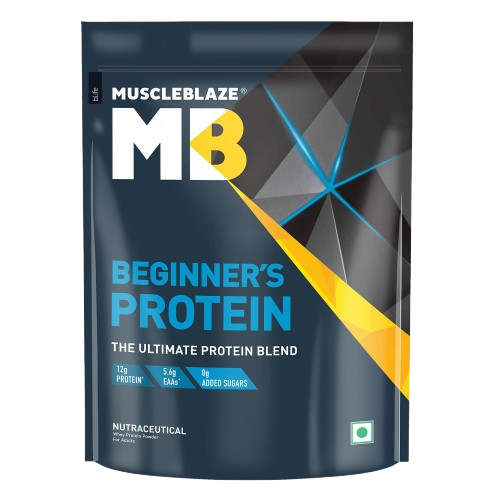 bLife
MUSCLEBLAZE®
MB
BEGINNER'S
PROTEIN
THE ULTIMATE PROTEIN BLEND
12g
PROTEIN*
5.6g
EAAs*
0g
ADDED SUGARS
NUTRACEUTICAL
Whey Protein Powder
For Adults